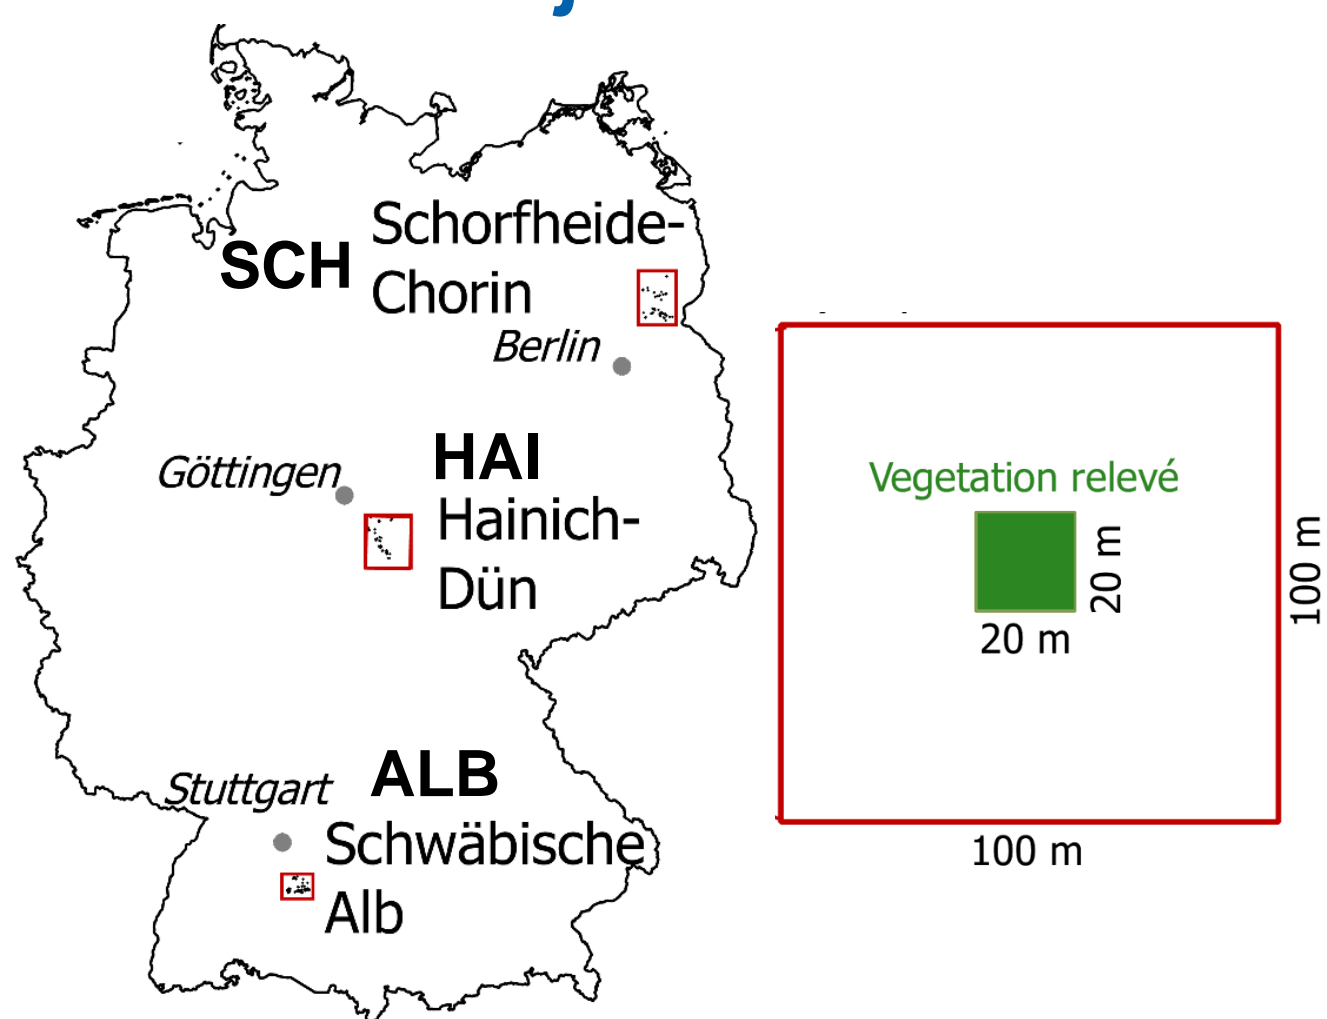 Schorfheide-
SCH
Chorin
Berlin
HAI
Göttingen
Hainich-
Dün
ALB
Stuttgart
Schwäbische
Alb
Vegetation relevé
20 m
20 m
100 m
100 m